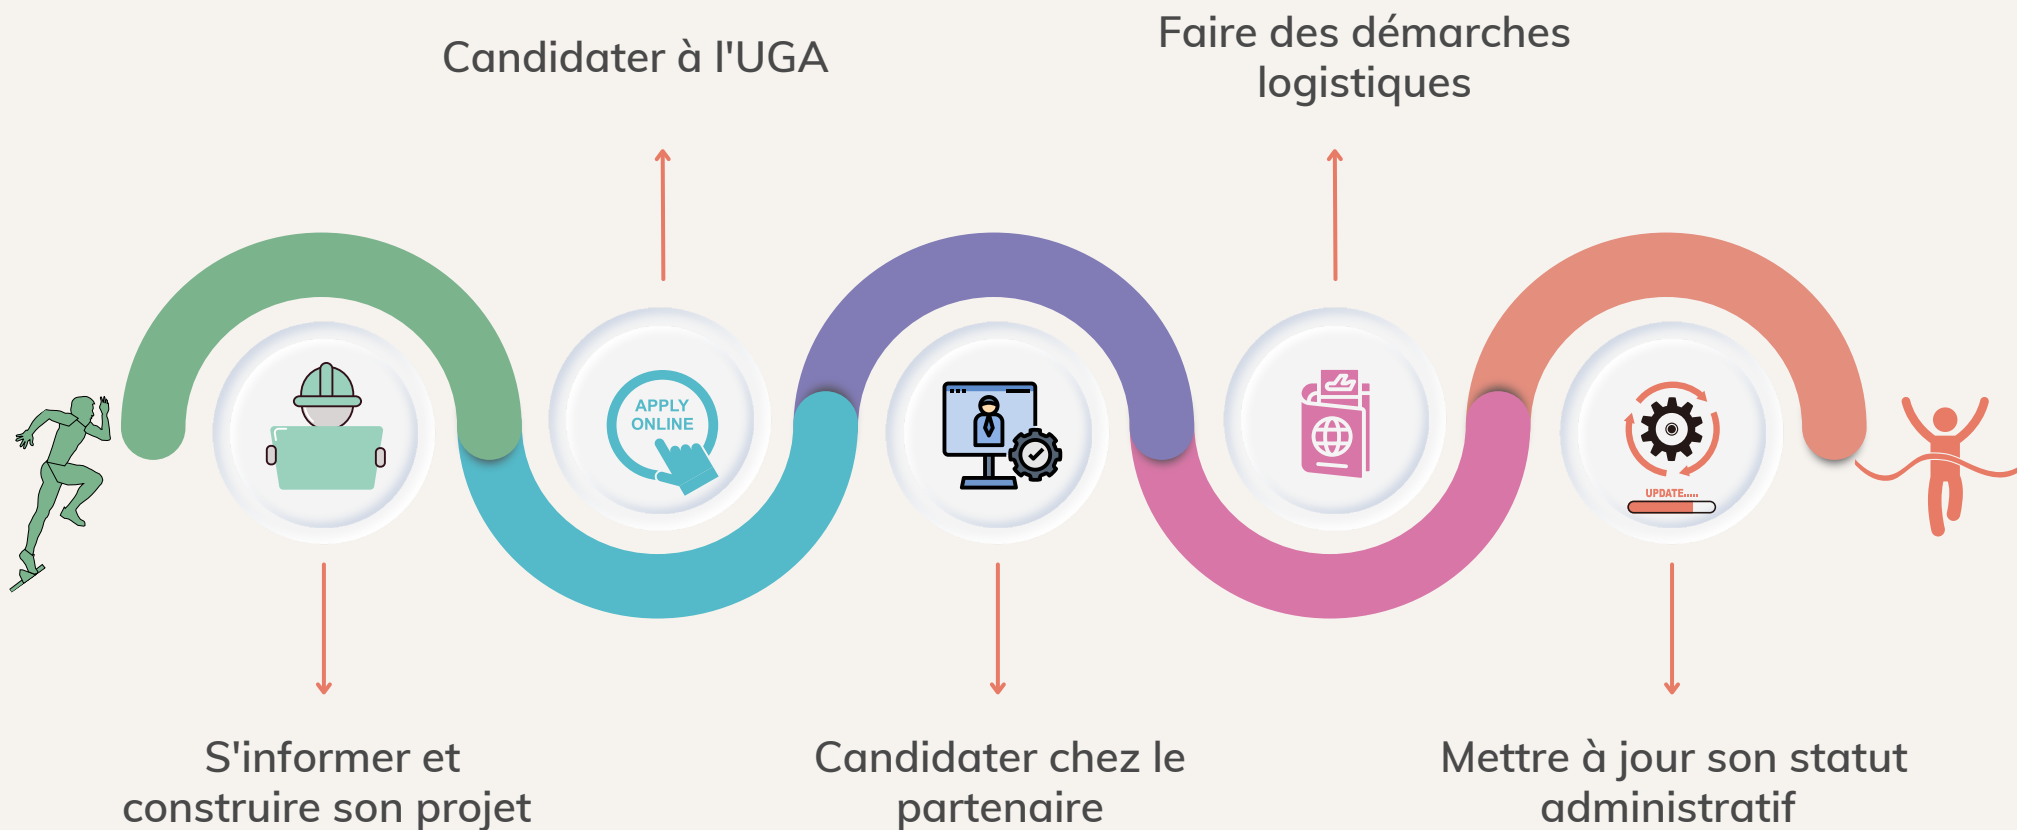 Candidater à l'UGA
Faire des démarches
logistiques
APPLY
ONLINE
UPDATE.....
S'informer et
construire son projet
Candidater chez le
partenaire
Mettre à jour son statut
administratif